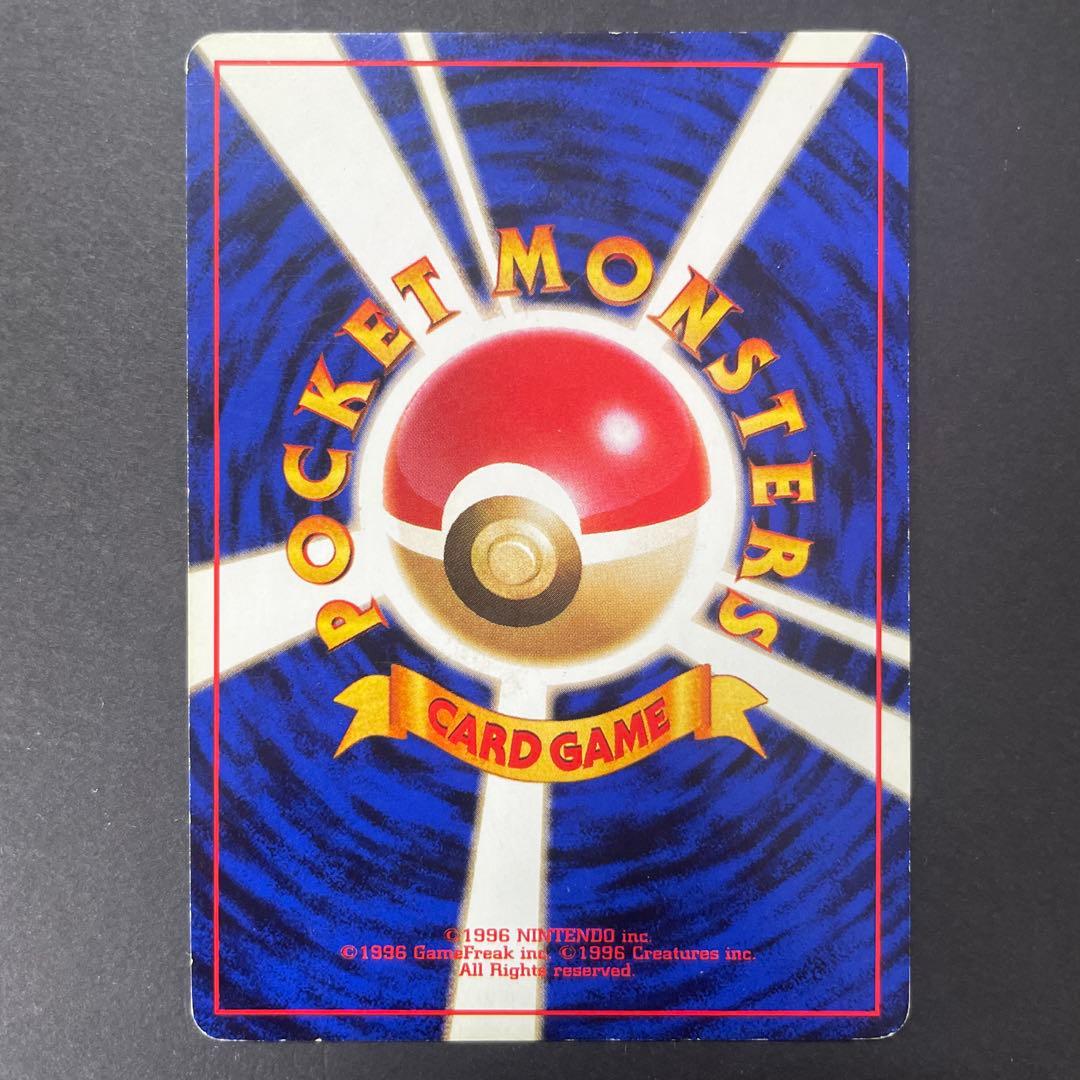 POCKET MONSTERS
CARD GAME
©1996 NINTENDO inc.
©1996 GameFreak inc. ©1996 Creatures inc.
All Rights reserved.